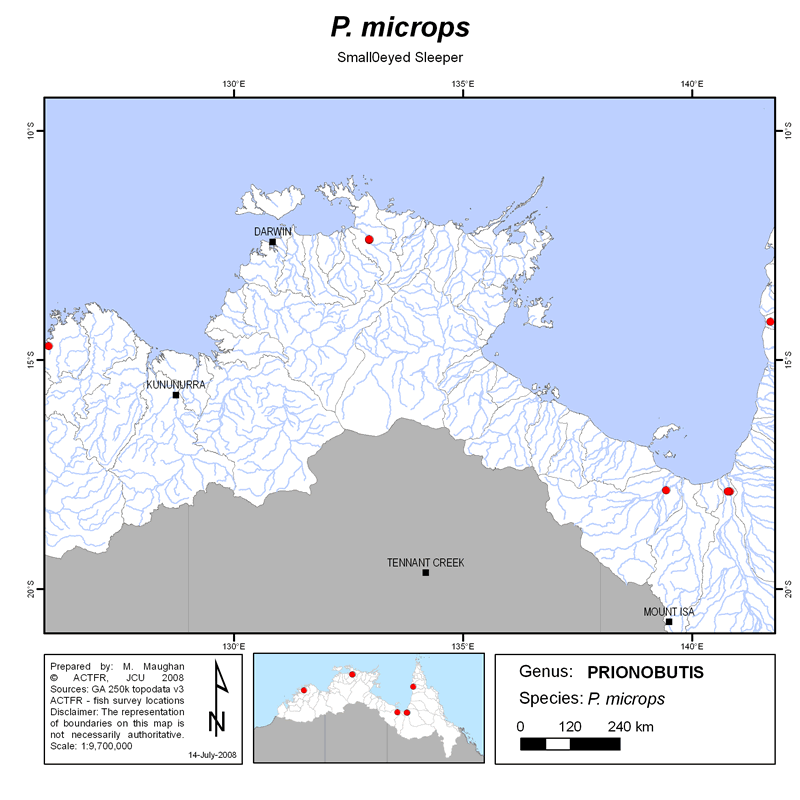 P. microps
Small0eyed Sleeper
130°E 135°E 140°E
10°S 10°S
DARWIN
15°S 15°S
KUNUNURRA
TENNANT CREEK
20°S 20°S
MOUNT ISA
130°E 135°E 140°E
Prepared by: M. Maughan
© ACTFR, JCU 2008
Sources: GA 250k topodata v3
ACTFR - fish survey locations
Disclaimer: The representation
of boundaries on this map is
not necessarily authoritative.
Scale: 1:9,700,000
14-July-2008
N
Genus: PRIONOBUTIS
Species: P. microps
0 120 240 km